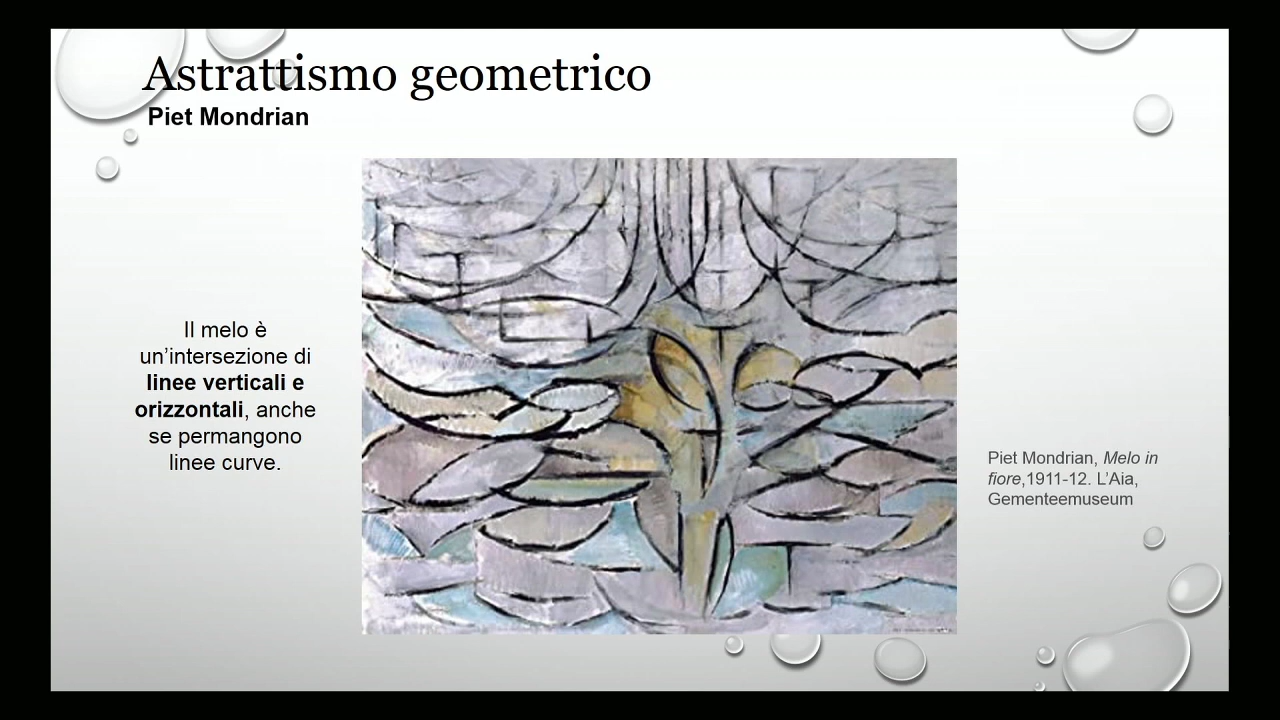 Astrattismo geometrico
Piet Mondrian
Il melo è
un’intersezione di
linee verticali e
orizzontali, anche
se permangono
linee curve.
Piet Mondrian, Melo in
fiore,1911-12. L’Aia,
Gementeemuseum